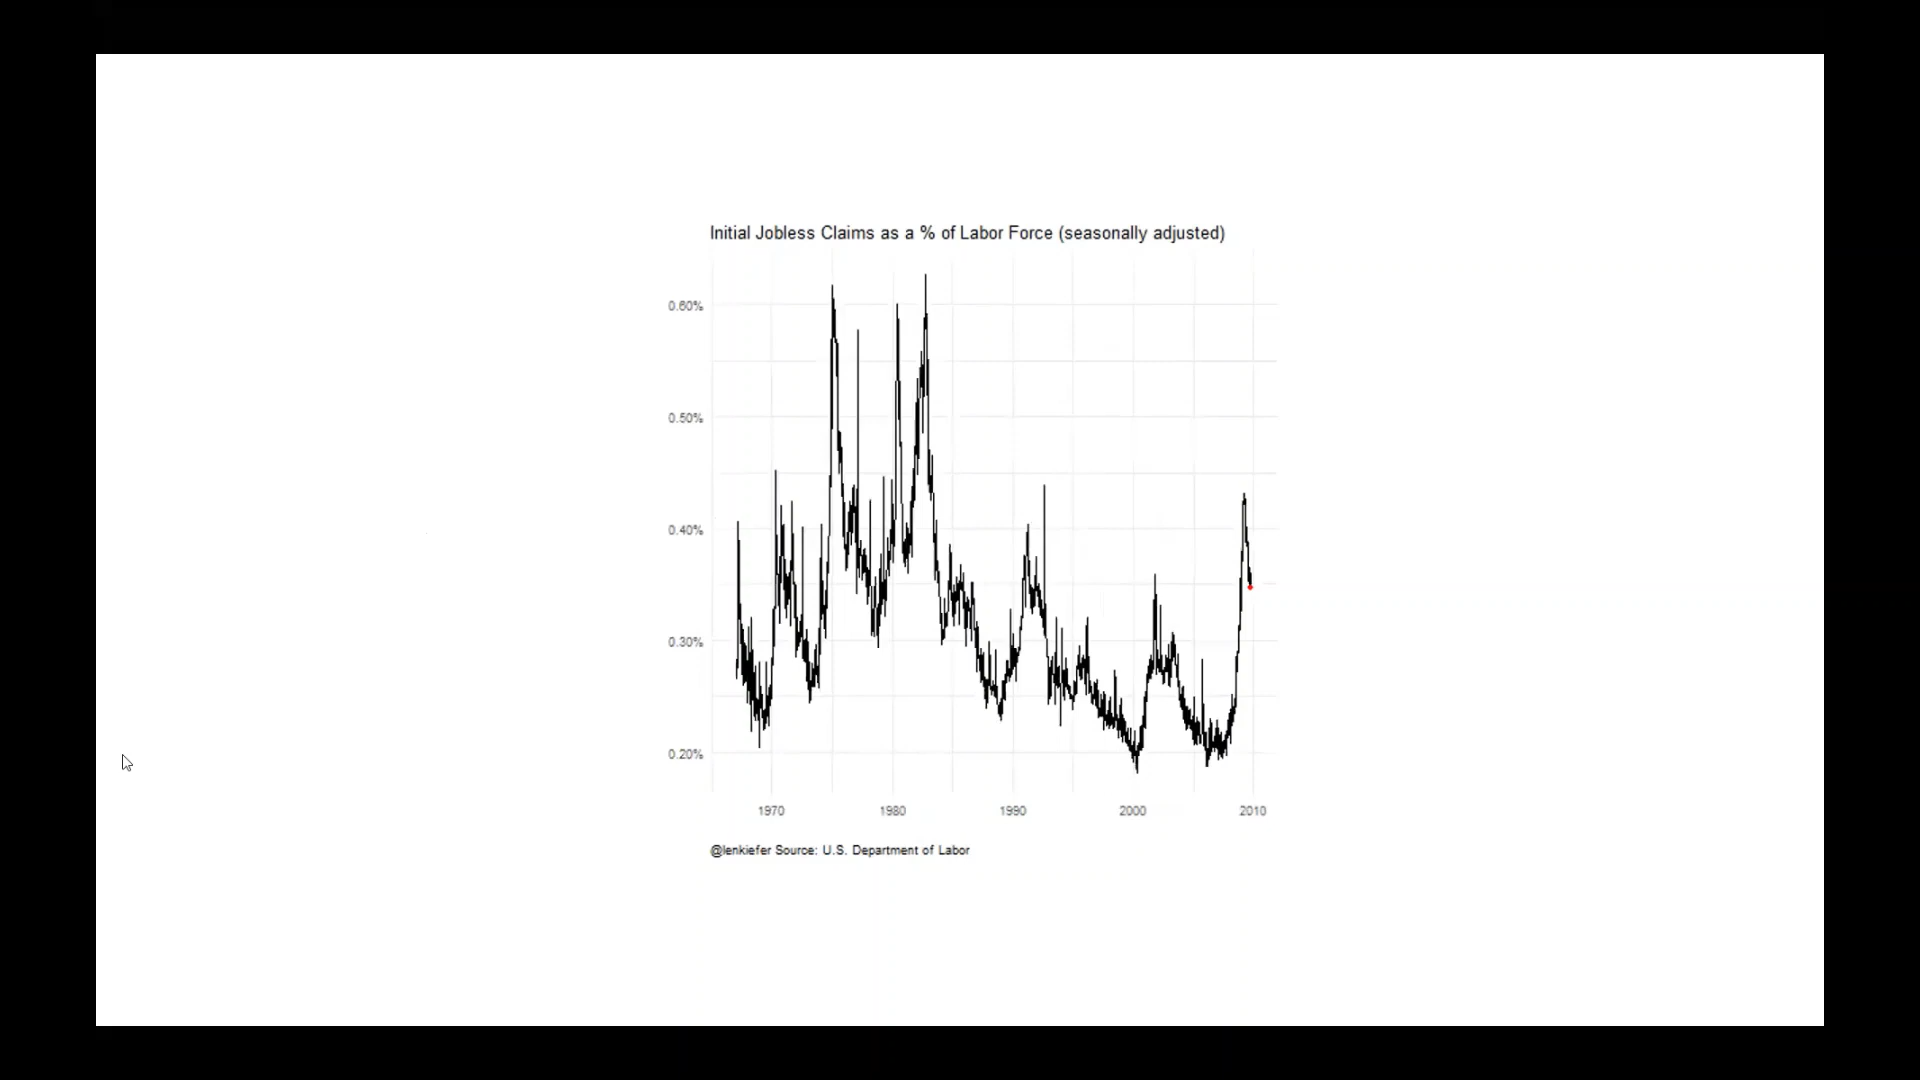 Initial Jobless Claims as a % of Labor Force (seasonally adjusted)
0.60%
0.50%
0.40%
0.30%
0.20%
1970 1980 1990 2000 2010
@lenkiefer Source: U.S. Department of Labor